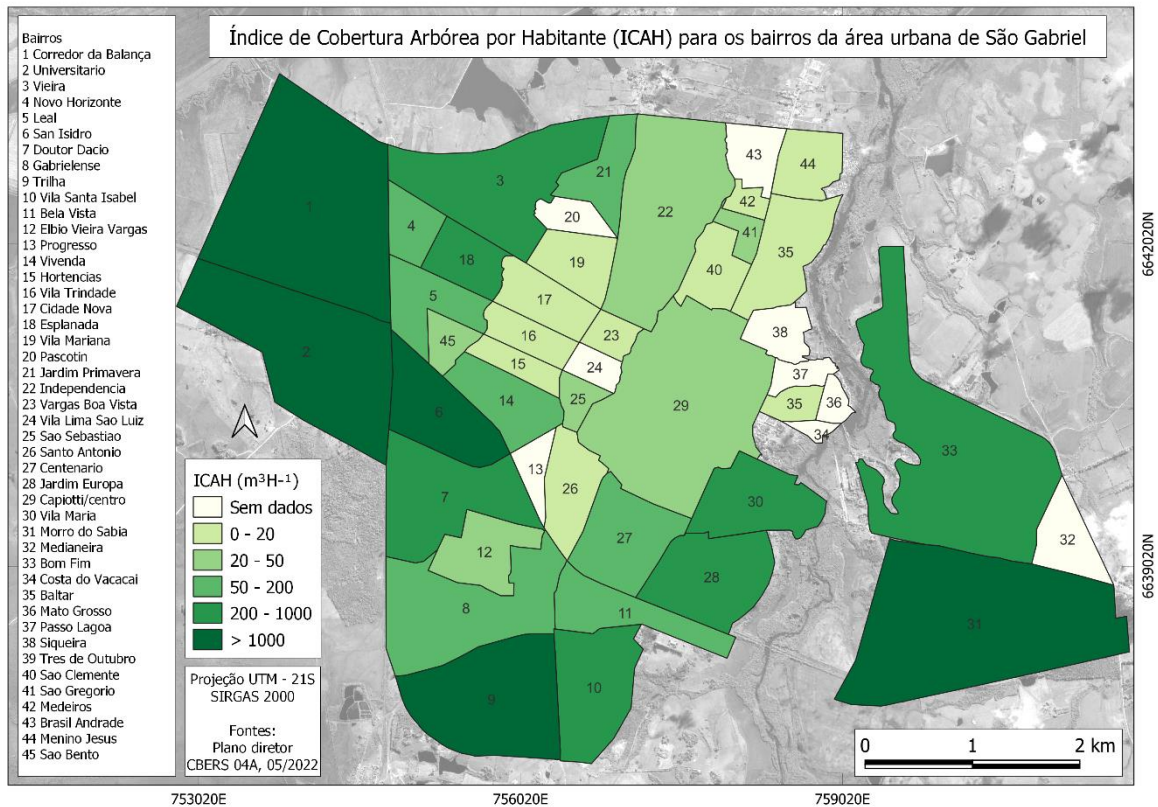 Índice de Cobertura Arbórea por Habitante (ICAH) para os bairros da área urbana de São Gabriel
Bairros
1 Corredor da Balança
2 Universitario
3 Vieira
4 Novo Horizonte
5 Leal
6 San Isidro
7 Doutor Dacio
8 Gabrielense
9 Trilha
10 Vila Santa Isabel
11 Bela Vista
12 Elbio Vieira Vargas
13 Progresso
14 Vivenda
15 Hortencias
16 Vila Trindade
17 Cidade Nova
18 Esplanada
19 Vila Mariana
20 Pascotin
21 Jardim Primavera
22 Independencia
23 Vargas Boa Vista
24 Vila Lima Sao Luiz
25 Sao Sebastiao
26 Santo Antonio
27 Centenario
28 Jardim Europa
29 Capiotti/centro
30 Vila Maria
31 Morro do Sabia
32 Medianeira
33 Bom Fim
34 Costa do Vacacai
35 Baltar
36 Mato Grosso
37 Passo Lagoa
38 Siqueira
39 Tres de Outubro
40 Sao Clemente
41 Sao Gregorio
42 Medeiros
43 Brasil Andrade
44 Menino Jesus
45 Sao Bento
43
44
21
3
42
20
22
1
41
4
35
18
19
40
5
17
38
23
16
45
2
24
15
37
36
35
25
14
29
6
34
33
13
26
7
30
32
27
12
28
8
11
31
10
9
ICAH (m³H-¹)
Sem dados
0 - 20
20 - 50
50 - 200
200 - 1000
> 1000
Projeção UTM - 21S
SIRGAS 2000
Fontes:
Plano diretor
CBERS 04A, 05/2022
0 1 2 km
6642020N
6639020N
753020E 756020E 759020E